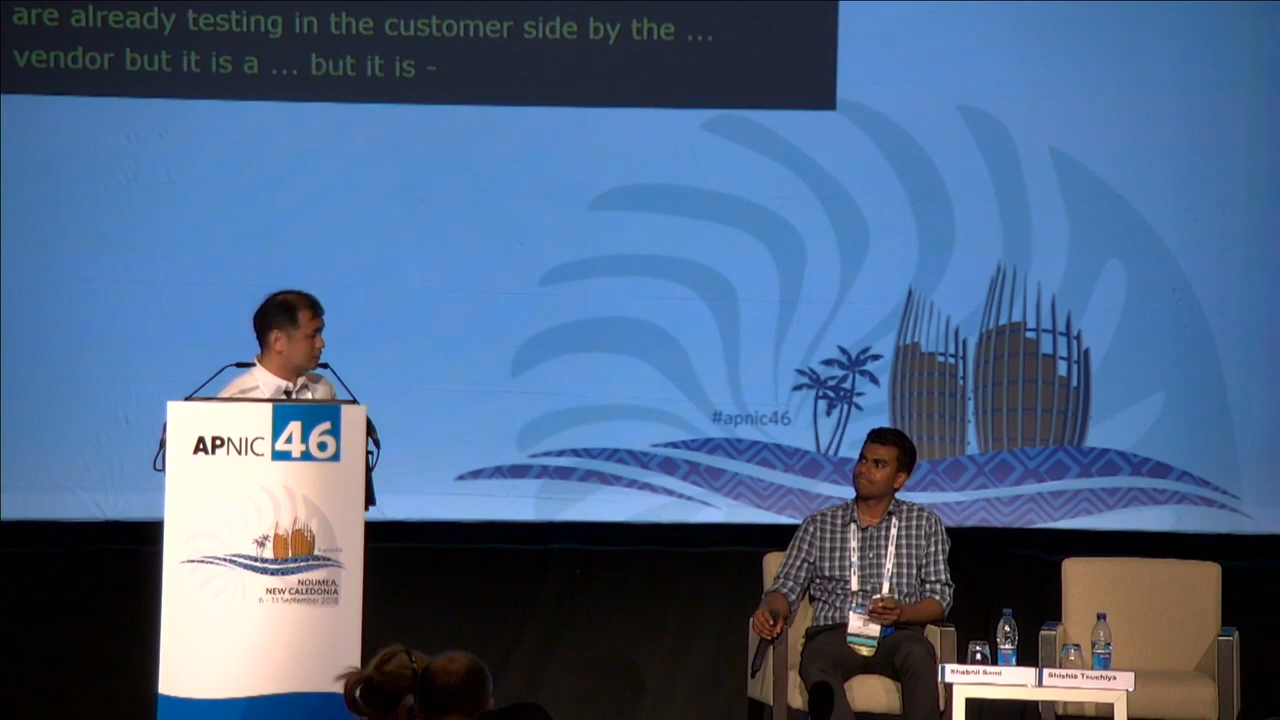 are already testing in the customer side by the ...
vendor but it is a ... but it is -
#apnic46
APNIC 46
#apnic46
NOUMEA,
NEW CALEDONIA
6 - 13 September 2018
Shabnil Sami
Shishio Tsuchiya